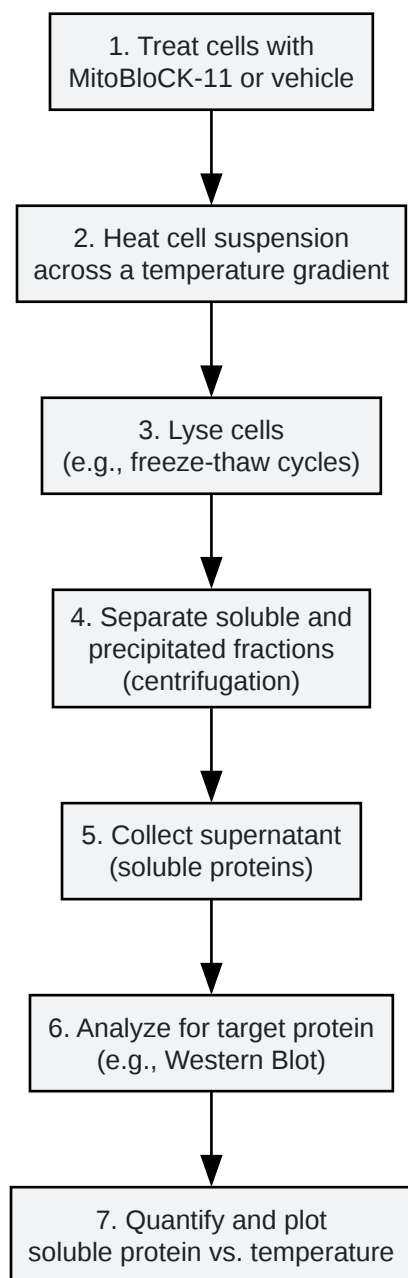 1. Treat cells with
MitoBloCK-11 or vehicle
2. Heat cell suspension
across a temperature gradient
3. Lyse cells
(e.g., freeze-thaw cycles)
4. Separate soluble and
precipitated fractions
(centrifugation)
5. Collect supernatant
(soluble proteins)
6. Analyze for target protein
(e.g., Western Blot)
7. Quantify and plot
soluble protein vs. temperature